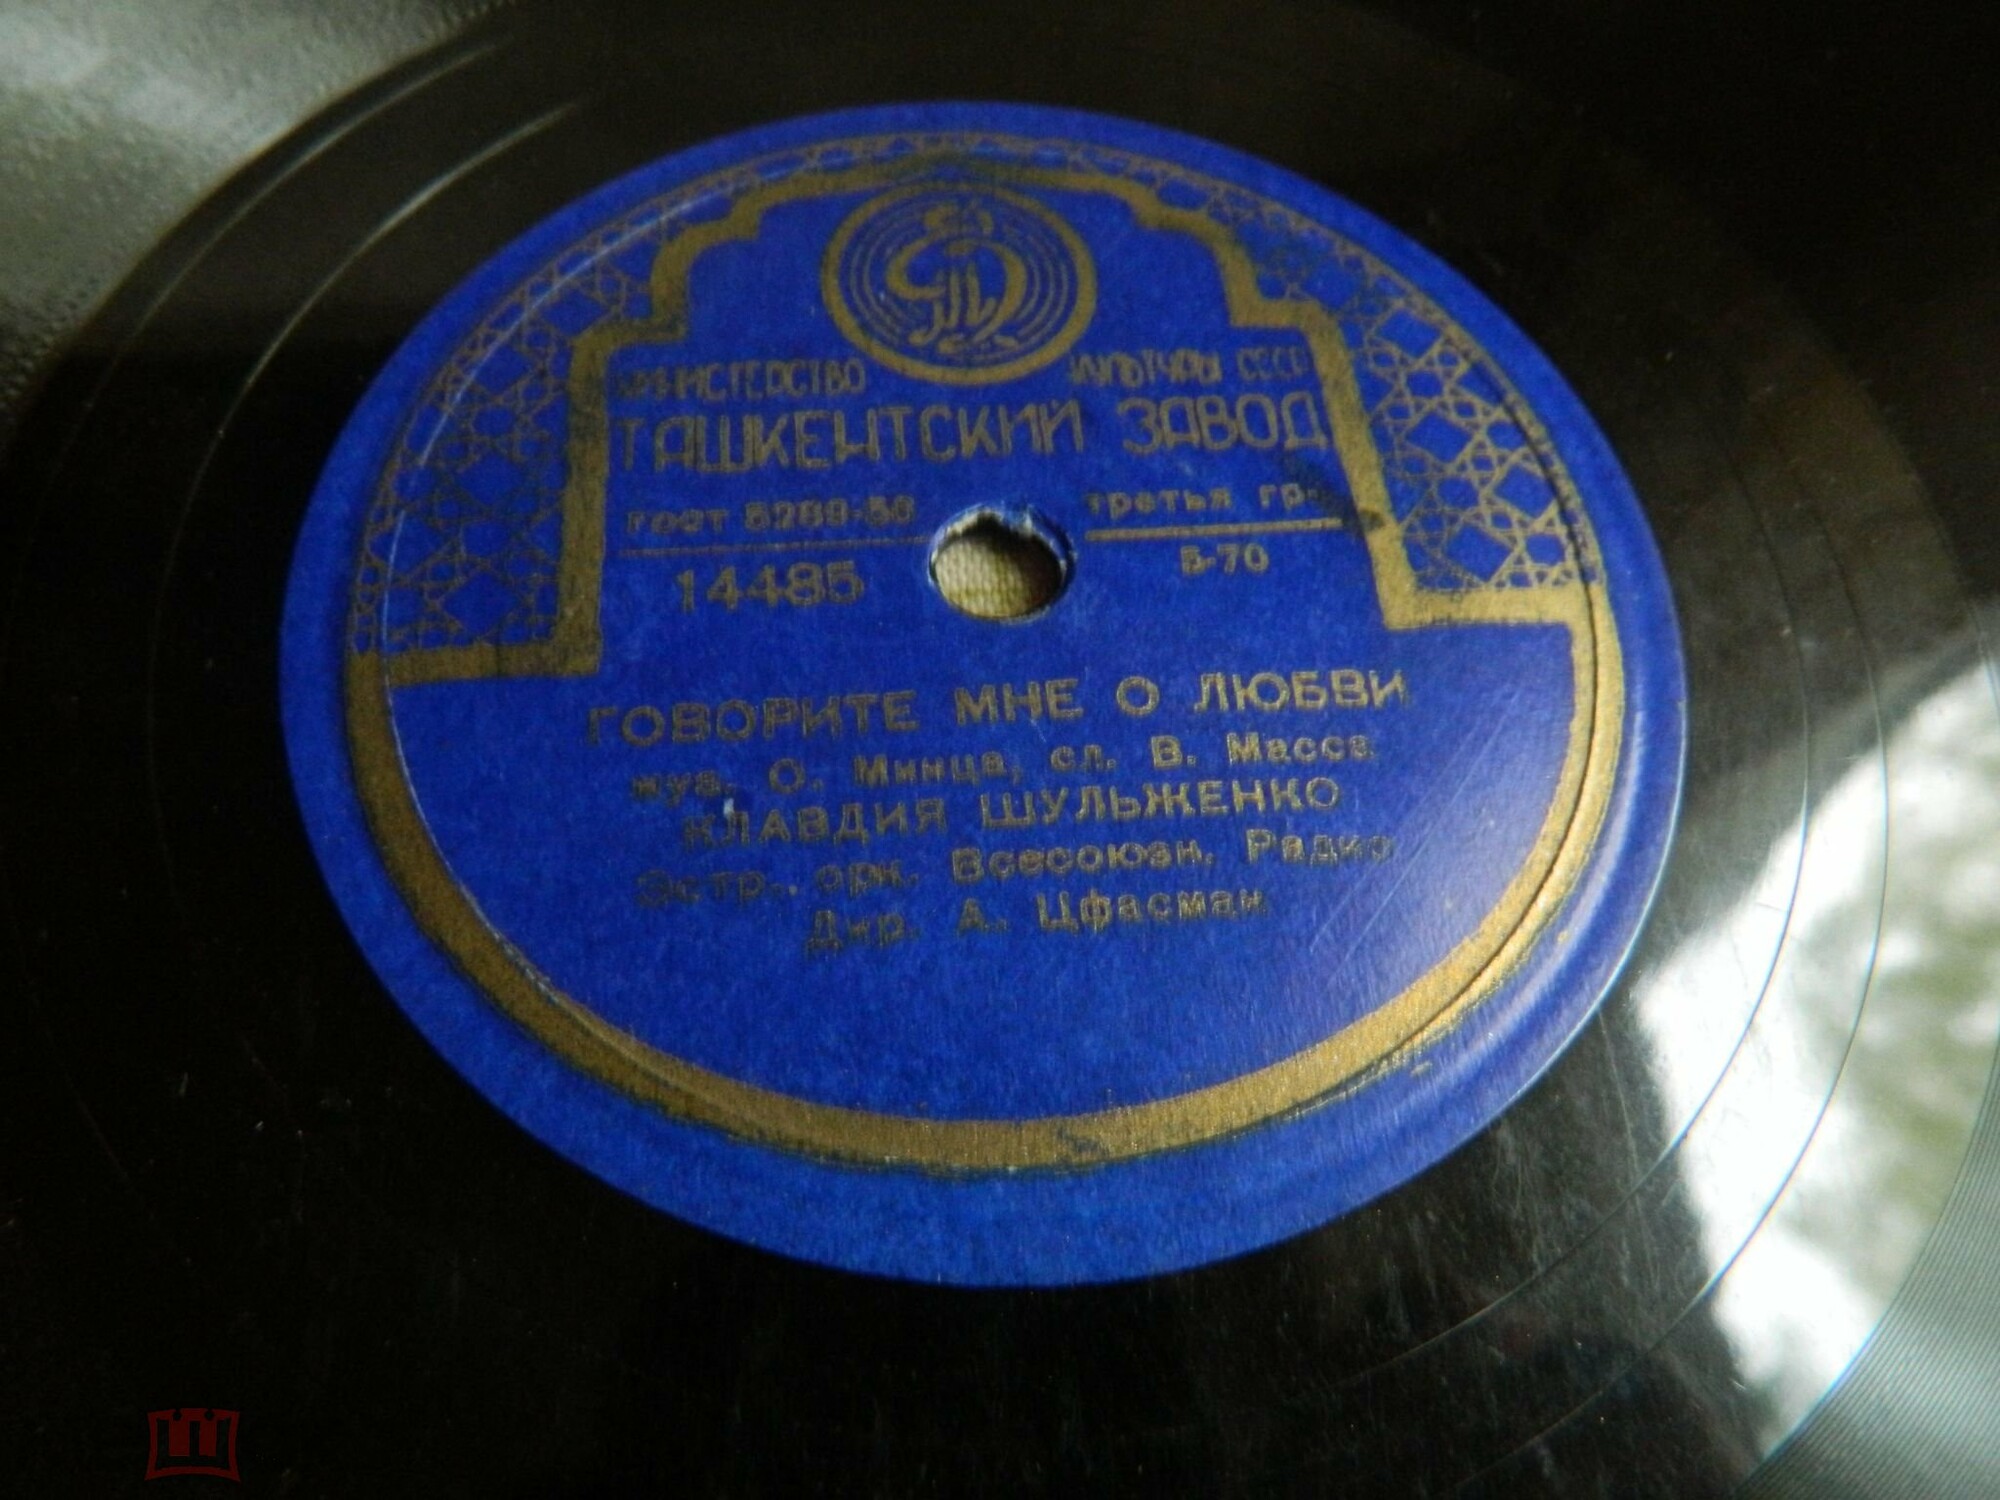 МИНИСТЕРСТВО КУЛЬТУРЫ СССР
ТАШКЕНТСКИЙ ЗАВОД
ГОСТ 5289-56 третья гр.
14485 Б-70
ГОВОРИТЕ МНЕ О ЛЮБВИ
муз. О. Минца, сл. В. Масса
КЛАВДИЯ ШУЛЬЖЕНКО
Эстр. орк. Всесоюзн. Радио
Дир. А. Цфасман